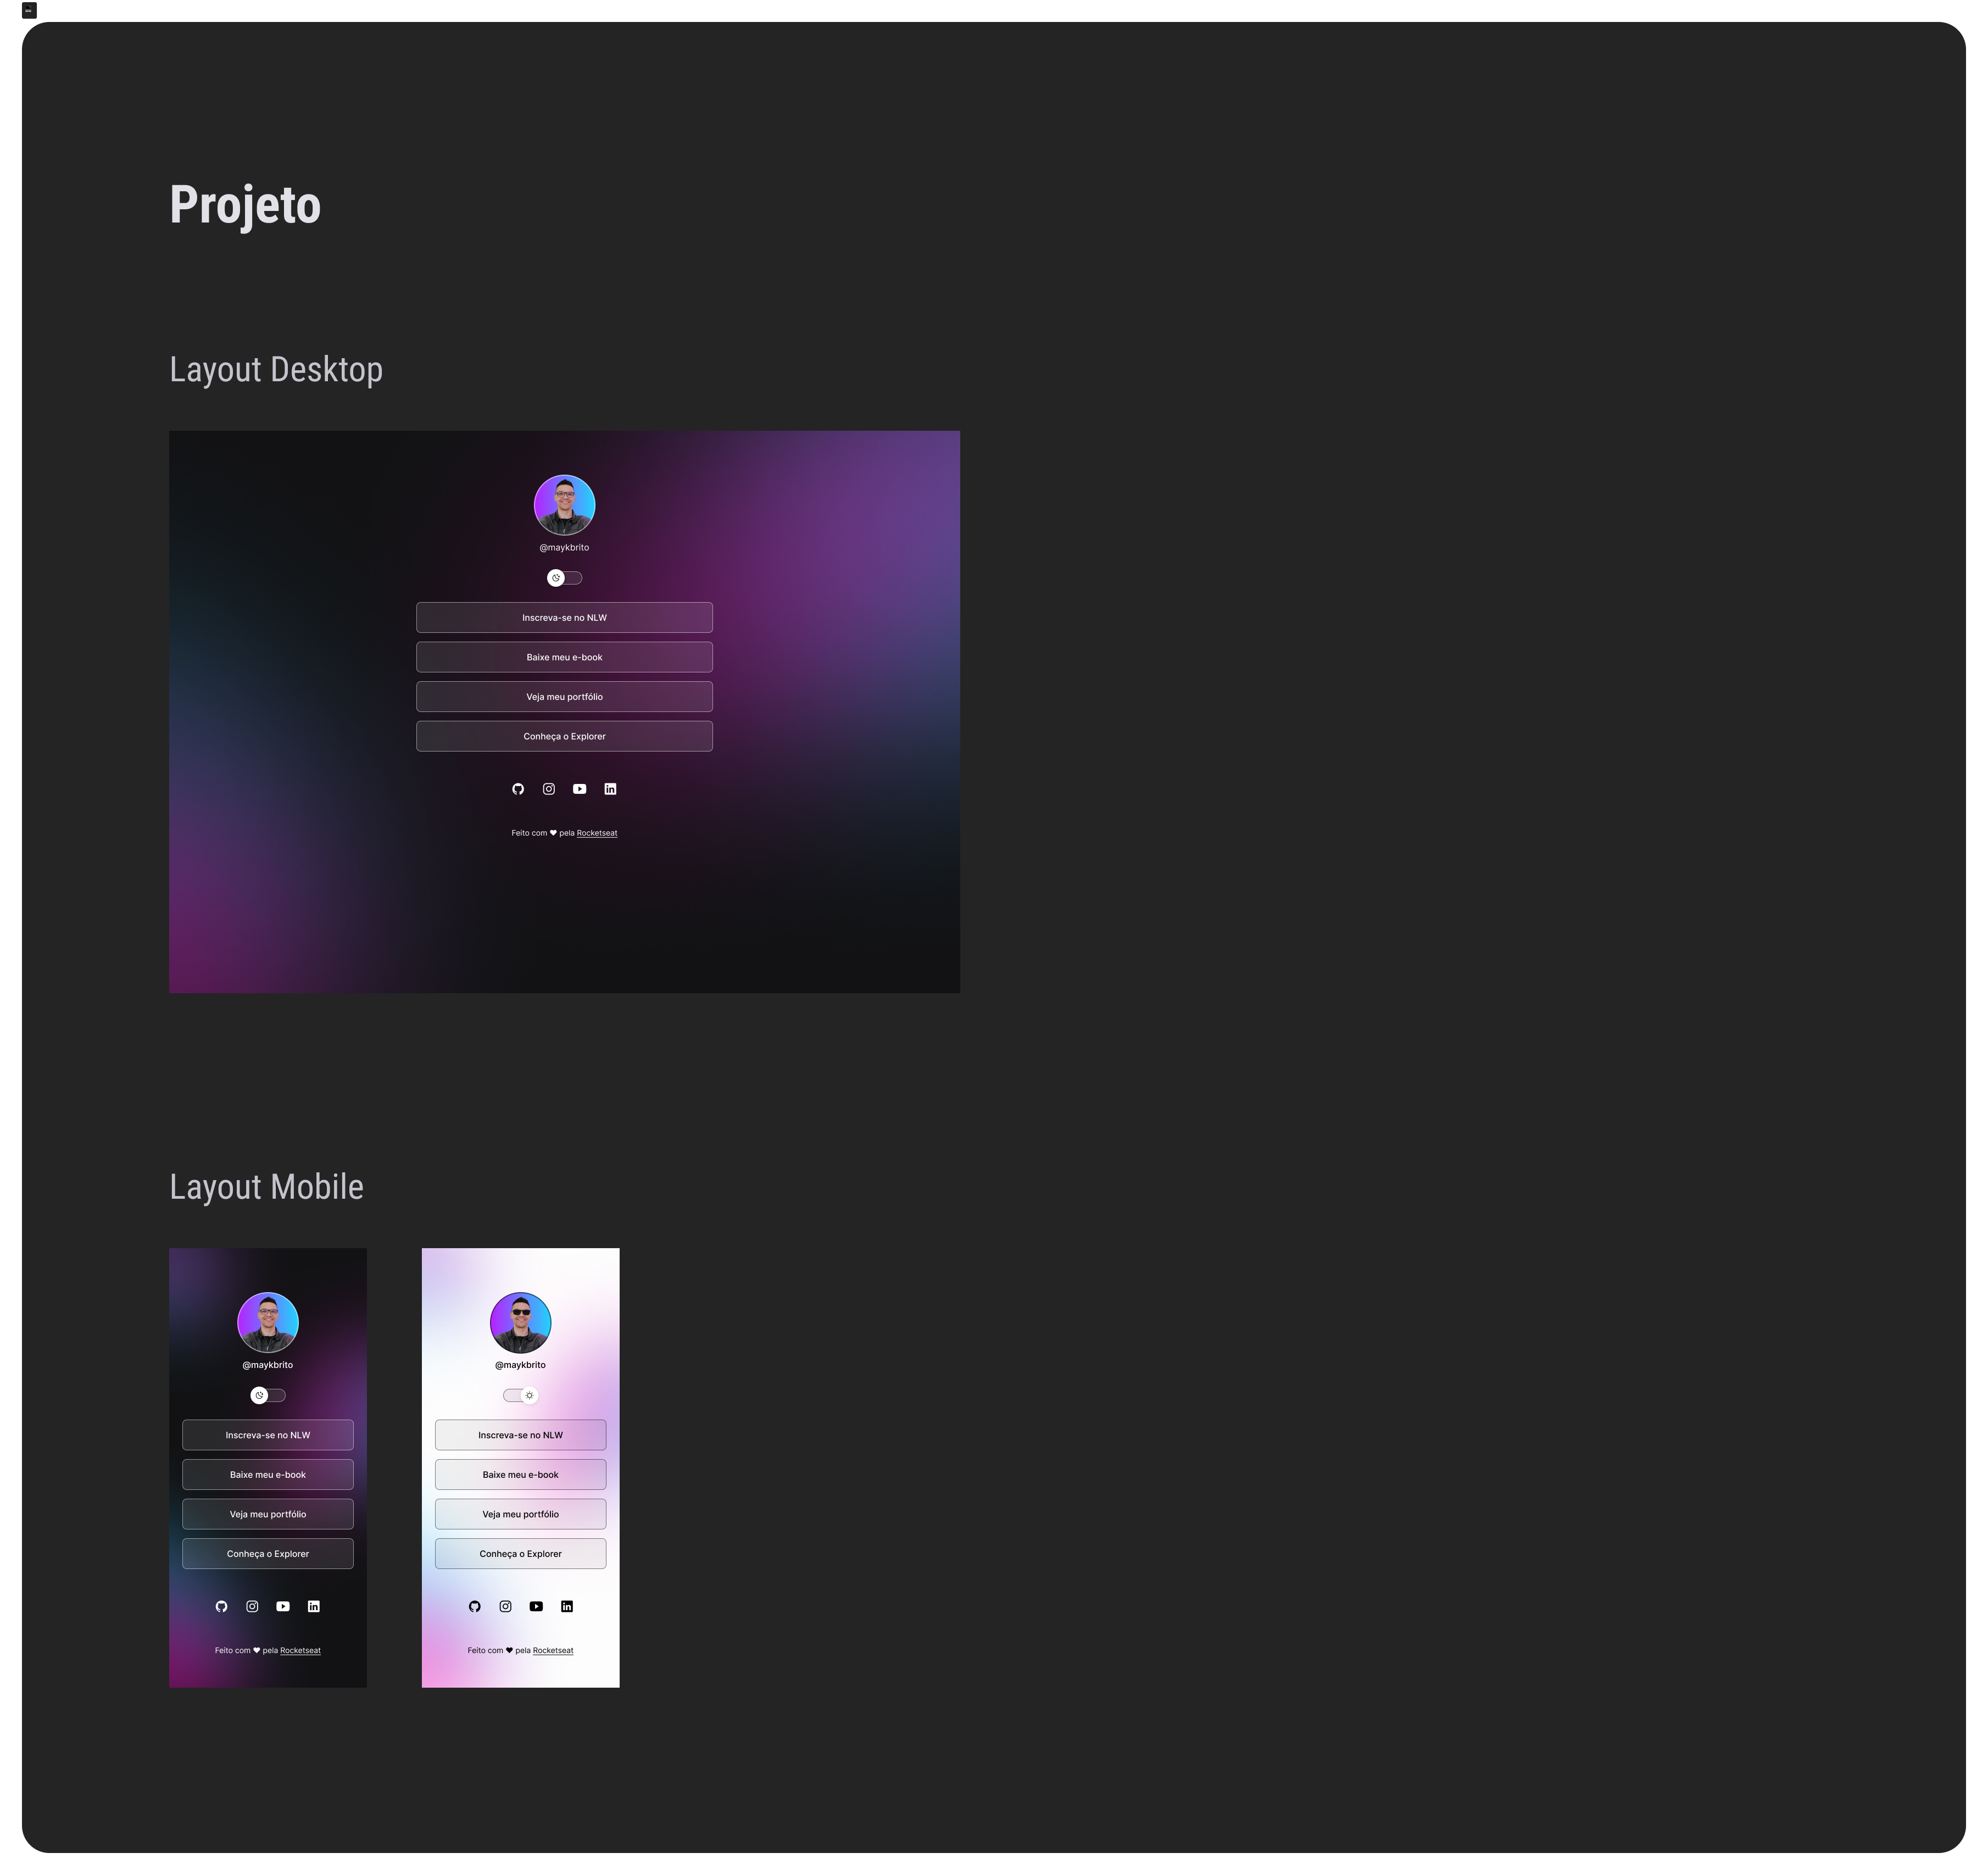 Projeto
Layout Desktop
@maykbrito
Inscreva-se no NLW
Baixe meu e-book
Veja meu portfólio
Conheça o Explorer
Feito com ♥ pela Rocketseat
Layout Mobile
@maykbrito
Inscreva-se no NLW
Baixe meu e-book
Veja meu portfólio
Conheça o Explorer
Feito com ♥ pela Rocketseat
@maykbrito
Inscreva-se no NLW
Baixe meu e-book
Veja meu portfólio
Conheça o Explorer
Feito com ♥ pela Rocketseat